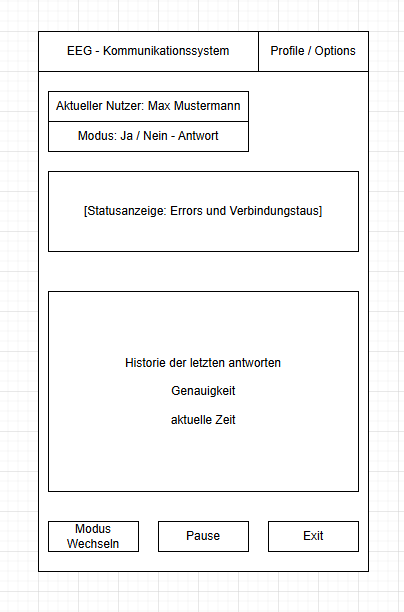 EEG - Kommunikationssystem
Profile / Options
Aktueller Nutzer: Max Mustermann
Modus: Ja / Nein - Antwort
[Statusanzeige: Errors und Verbindungstaus]
Historie der letzten antworten
Genauigkeit
aktuelle Zeit
Modus
Wechseln
Pause
Exit